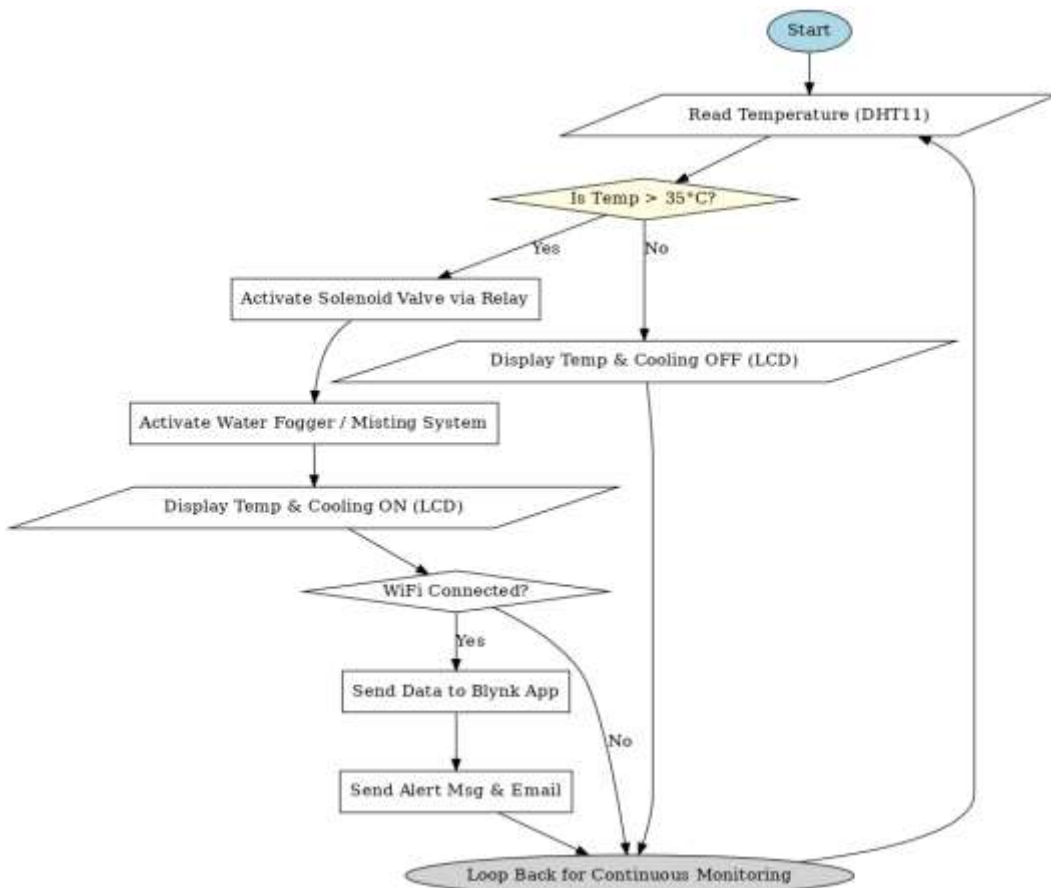 Start
Read Temperature (DHT11)
Is Temp > 35°C?
Yes
No
Activate Solenoid Valve via Relay
Display Temp & Cooling OFF (LCD)
Activate Water Fogger / Misting System
Display Temp & Cooling ON (LCD)
WiFi Connected?
Yes
Send Data to Blynk App
No
Send Alert Msg & Email
Loop Back for Continuous Monitoring